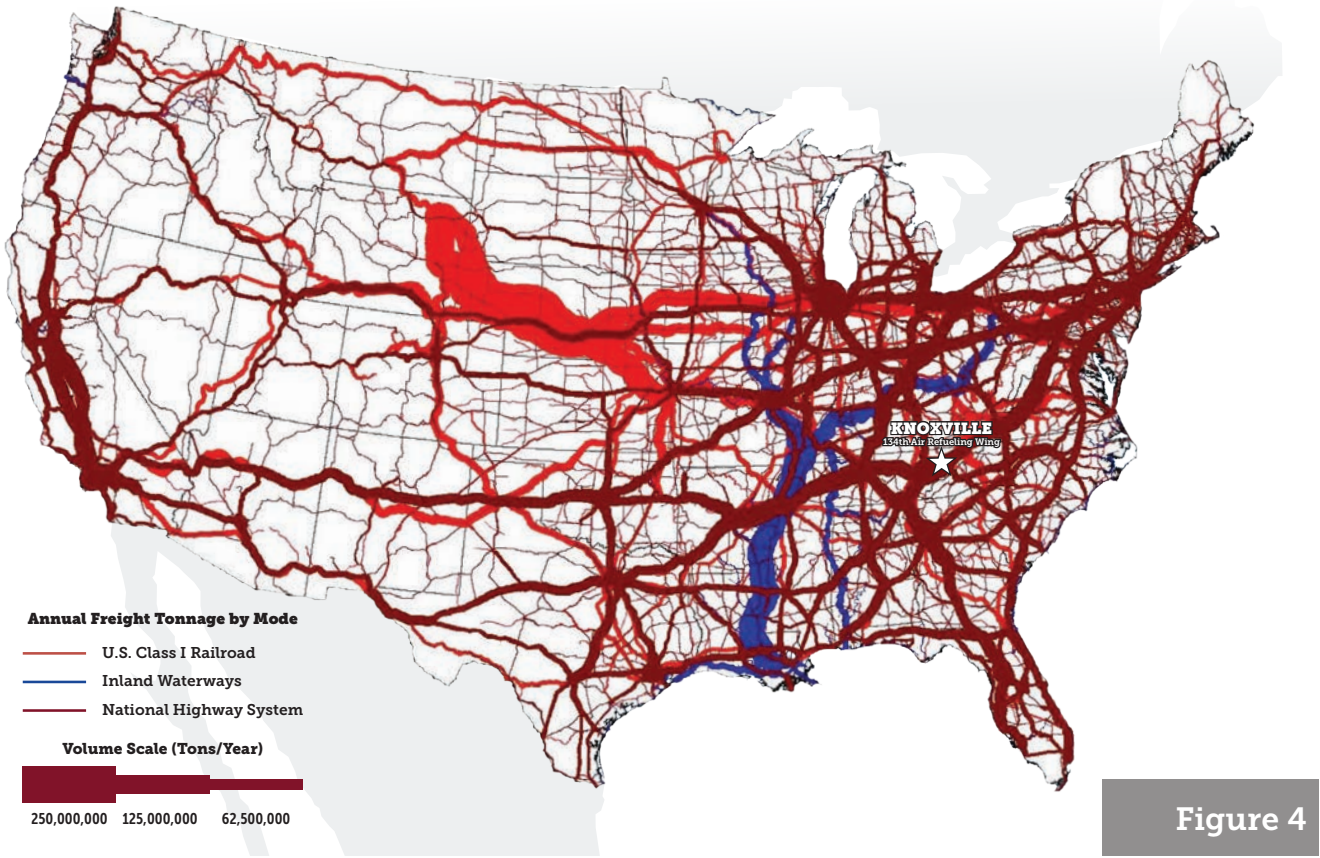 KNOXVILLE
134th Air Refueling Wing
Annual Freight Tonnage by Mode
U.S. Class I Railroad
Inland Waterways
National Highway System
Volume Scale (Tons/Year)
250,000,000 125,000,000 62,500,000
Figure 4